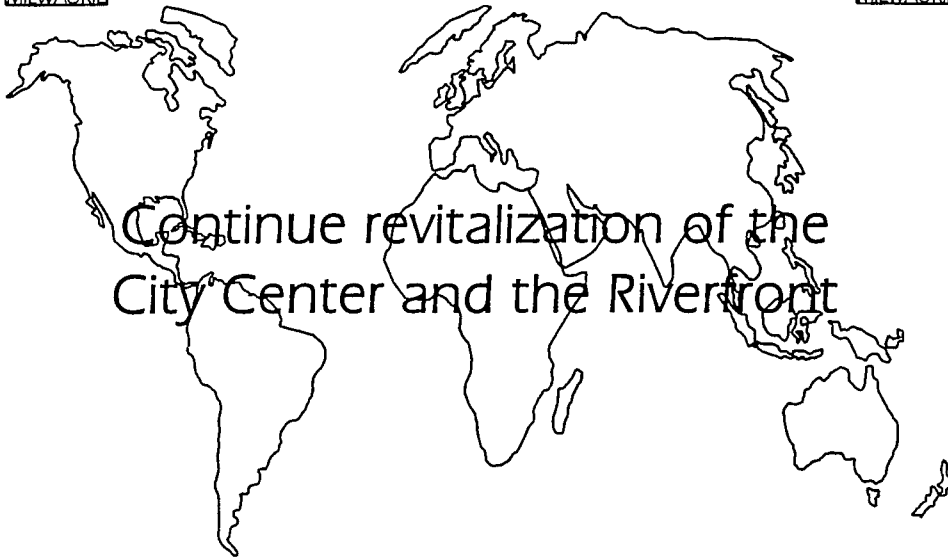 Continue revitalization of the
City Center and the Riverfront